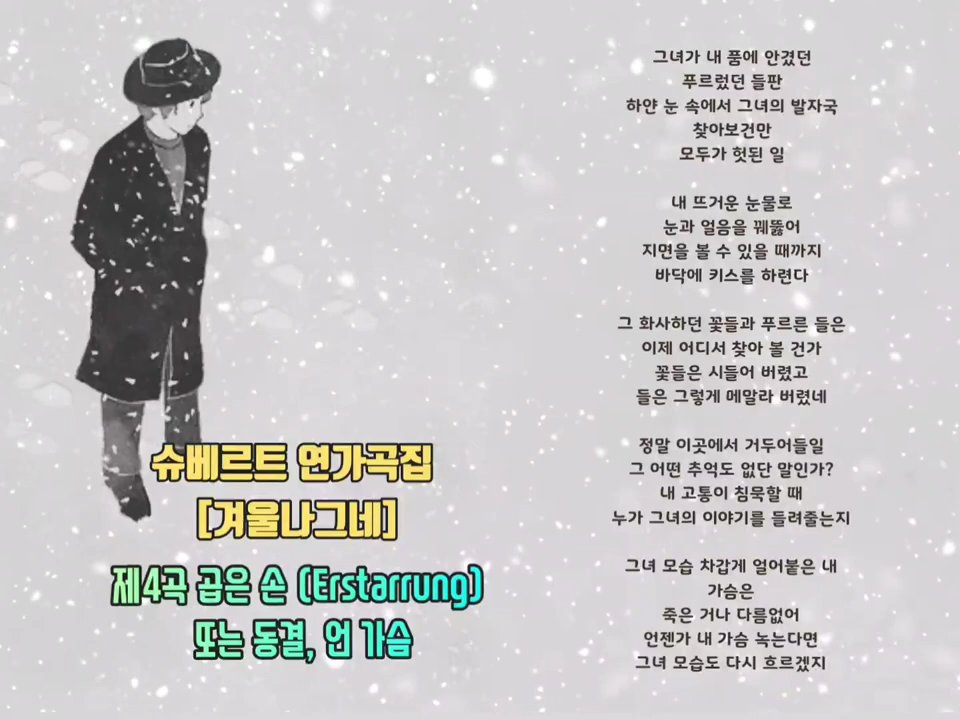 슈베르트 연가곡집
[겨울나그네]
제4곡 곱은 손 (Erstarrung)
또는 동결, 언 가슴
그녀가 내 품에 안겼던
푸르렀던 들판
하얀 눈 속에서 그녀의 발자국
찾아보건만
모두가 헛된 일
내 뜨거운 눈물로
눈과 얼음을 꿰뚫어
지면을 볼 수 있을 때까지
바닥에 키스를 하련다
그 화사하던 꽃들과 푸르른 들은
이제 어디서 찾아 볼 건가
꽃들은 시들어 버렸고
들은 그렇게 메말라 버렸네
정말 이곳에서 거두어들일
그 어떤 추억도 없단 말인가?
내 고통이 침묵할 때
누가 그녀의 이야기를 들려줄는지
그녀 모습 차갑게 얼어붙은 내
가슴은
죽은 거나 다름없어
언젠가 내 가슴 녹는다면
그녀 모습도 다시 흐르겠지